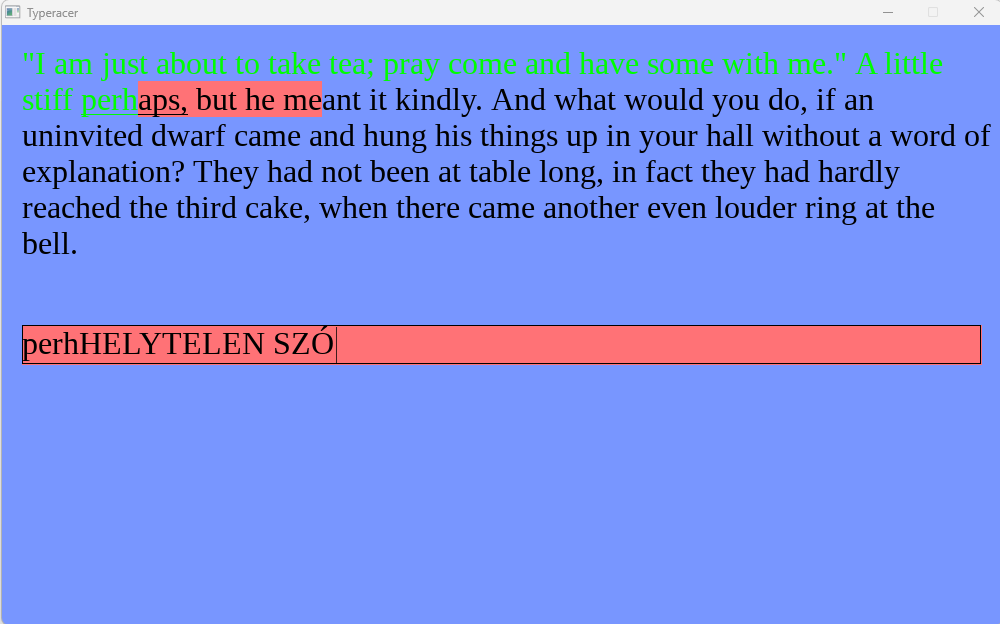 Typeracer
"I am just about to take tea; pray come and have some with me." A little
stiff perhaps, but he meant it kindly. And what would you do, if an
uninvited dwarf came and hung his things up in your hall without a word of
explanation? They had not been at table long, in fact they had hardly
reached the third cake, when there came another even louder ring at the
bell.
perhHELYTELEN SZÓ